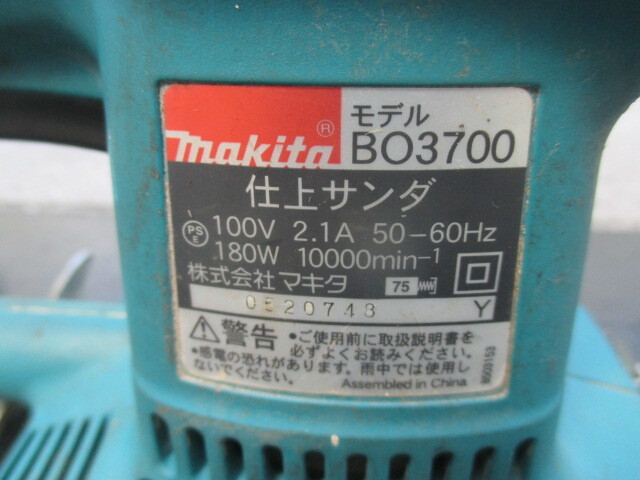 makita®
モデル
BO3700
仕上サンダ
PSE 100V 2.1A 50-60Hz
180W 10000min-1
株式会社マキタ 75
0520748 Y
警告
•ご使用前に取扱説明書を
必ずよくお読みください。
•感電の恐れがあります。雨中では使用し
ないでください。
Assembled in China